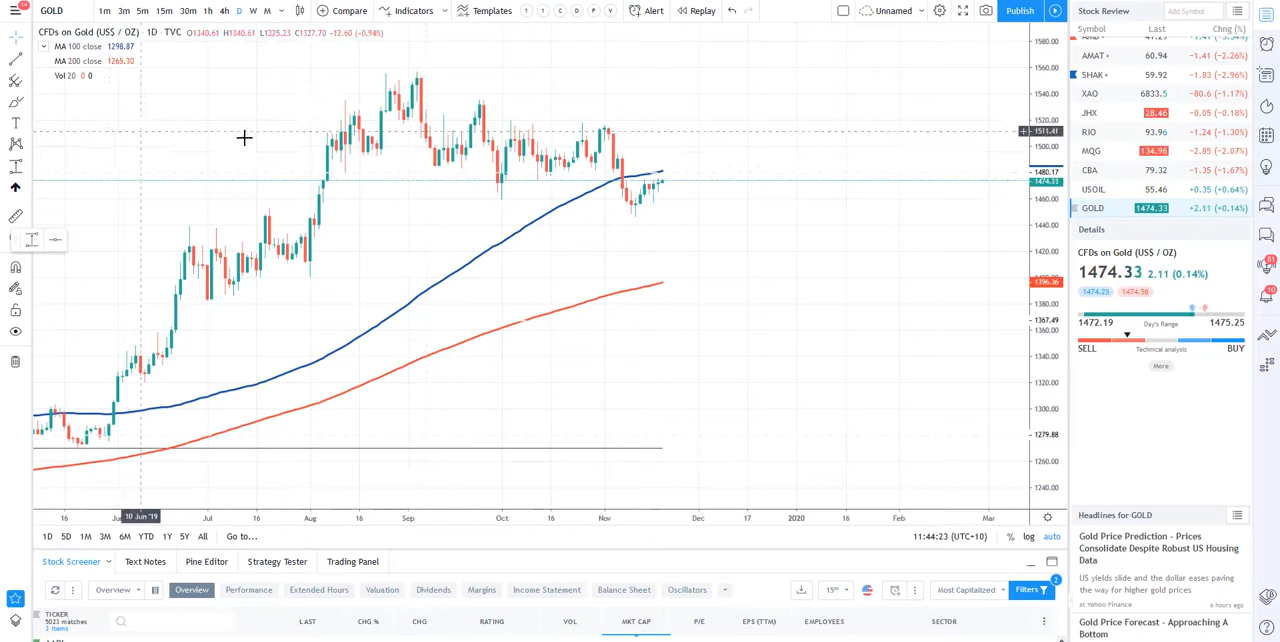 GOLD 1m 3m 5m 15m 30m 1h 4h D W M Compare Indicators Templates 1 1 C D F V Alert Replay Unnamed Publish
CFDs on Gold (US$ / OZ) · 1D · TVC O1340.61 H1340.61 L1325.23 C1327.70 −12.60 (−0.94%)
MA 100 close 1298.87
MA 200 close 1265.30
Vol 20 0 0
1580.00
1560.00
1540.00
1520.00
1511.41
1500.00
1480.17
1474.31
1460.00
1440.00
1420.00
1396.36
1380.00
1367.49
1360.00
1340.00
1320.00
1300.00
1279.88
1260.00
1240.00
16 10 Jun '19 Jul 16 Aug 16 Sep Oct 16 Nov Dec 17 2020 16 Feb Mar
1D 5D 1M 3M 6M YTD 1Y 5Y All Go to... 11:44:23 (UTC+10) % log auto
Stock Screener Text Notes Pine Editor Strategy Tester Trading Panel
Overview Overview Performance Extended Hours Valuation Dividends Margins Income Statement Balance Sheet Oscillators 15m Most Capitalized Filters 2
TICKER LAST CHG % CHG RATING VOL MKT CAP P/E EPS (TTM) EMPLOYEES SECTOR
5023 matches
3 items
Stock Review Add Symbol
Symbol Last Chg (%)
AMAT 60.94 −1.41 (−2.26%)
SHAK 59.92 −1.83 (−2.96%)
XAO 6833.5 −80.6 (−1.17%)
JHX 28.46 −0.05 (−0.18%)
RIO 93.96 −1.24 (−1.30%)
MQG 134.96 −2.85 (−2.07%)
CBA 79.32 −1.35 (−1.67%)
USOIL 55.46 +0.35 (+0.64%)
GOLD 1474.33 +2.11 (+0.14%)
Details
CFDs on Gold (US$ / OZ)
1474.33 2.11 (0.14%)
1474.25 1474.56
1472.19 Day's Range 1475.25
SELL Technical analysis BUY
More
Headlines for GOLD
Gold Price Prediction - Prices
Consolidate Despite Robust US Housing
Data
US yields slide and the dollar eases paving
the way for higher gold prices
at Yahoo Finance 6 hours ago
Gold Price Forecast - Approaching A
Bottom
81
10